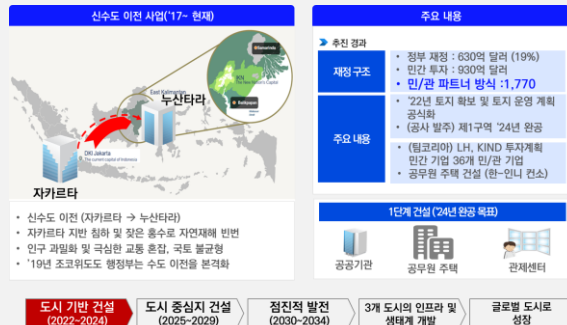 신수도 이전 사업('17~ 현재)
East Kalimantan
누산타라
IKN
Balikpapan
DKI Jakarta
The current capital of Indonesia
자카르타
• 신수도 이전 (자카르타 → 누산타라)
• 자카르타 지반 침하 및 잦은 홍수로 자연재해 빈번
• 인구 과밀화 및 극심한 교통 혼잡, 국토 불균형
• '19년 조코위도도 행정부는 수도 이전을 본격화
주요 내용
추진 경과
재정 구조
• 정부 재정 : 630억 달러 (19%)
• 민간 투자 : 930억 달러
• 민/관 파트너 방식 :1,770
주요 내용
• '22년 토지 확보 및 토지 운영 계획
공식화
• (공사 발주) 제1구역 '24년 완공
• (팀코리아) LH, KIND 투자계획
민간 기업 36개 민/관 기업
• 공무원 주택 건설 (한-인니 컨소)
1단계 건설 ('24년 완공 목표)
공공기관
공무원 주택
관제센터
도시 기반 건설
(2022~2024)
도시 중심지 건설
(2025~2029)
점진적 발전
(2030~2034)
3개 도시의 인프라 및
생태계 개발
글로벌 도시로
성장